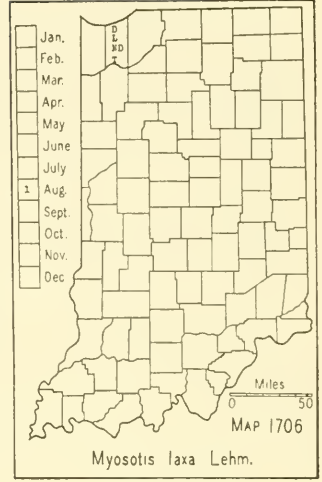 Jan.
Feb.
Mar.
Apr.
May
June
July
1 Aug.
Sept.
Oct.
Nov.
Dec
D
L
ND
T
Miles
0 50
MAP 1706
Myosotis laxa Lehm.